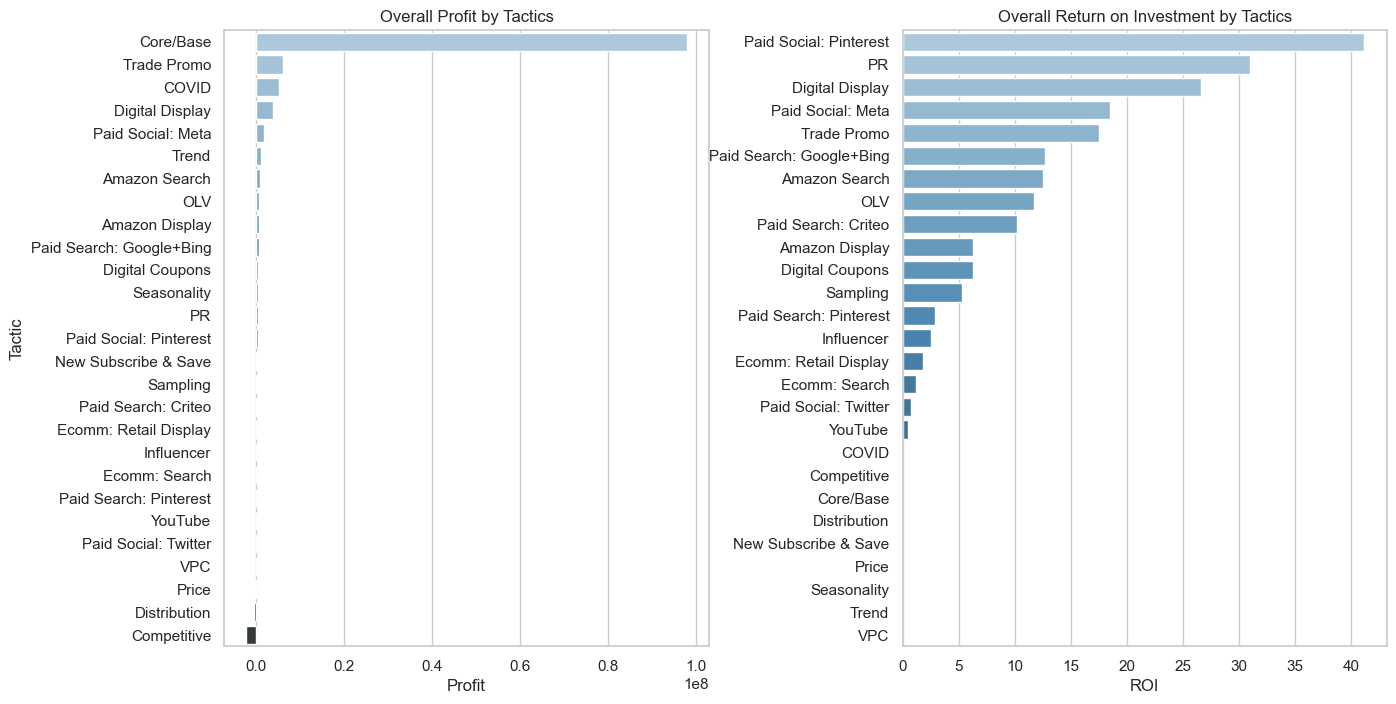 Overall Profit by Tactics
Tactic
Core/Base
Trade Promo
COVID
Digital Display
Paid Social: Meta
Trend
Amazon Search
OLV
Amazon Display
Paid Search: Google+Bing
Digital Coupons
Seasonality
PR
Paid Social: Pinterest
New Subscribe & Save
Sampling
Paid Search: Criteo
Ecomm: Retail Display
Influencer
Ecomm: Search
Paid Search: Pinterest
YouTube
Paid Social: Twitter
VPC
Price
Distribution
Competitive
0.0 0.2 0.4 0.6 0.8 1.0
1e8
Profit
Overall Return on Investment by Tactics
Paid Social: Pinterest
PR
Digital Display
Paid Social: Meta
Trade Promo
Paid Search: Google+Bing
Amazon Search
OLV
Paid Search: Criteo
Amazon Display
Digital Coupons
Sampling
Paid Search: Pinterest
Influencer
Ecomm: Retail Display
Ecomm: Search
Paid Social: Twitter
YouTube
COVID
Competitive
Core/Base
Distribution
New Subscribe & Save
Price
Seasonality
Trend
VPC
0 5 10 15 20 25 30 35 40
ROI